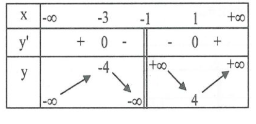 x -∞ -3 -1 1 +∞
y' + 0 - - 0 + 
-4 +∞ +∞
y
-∞ -∞ 4